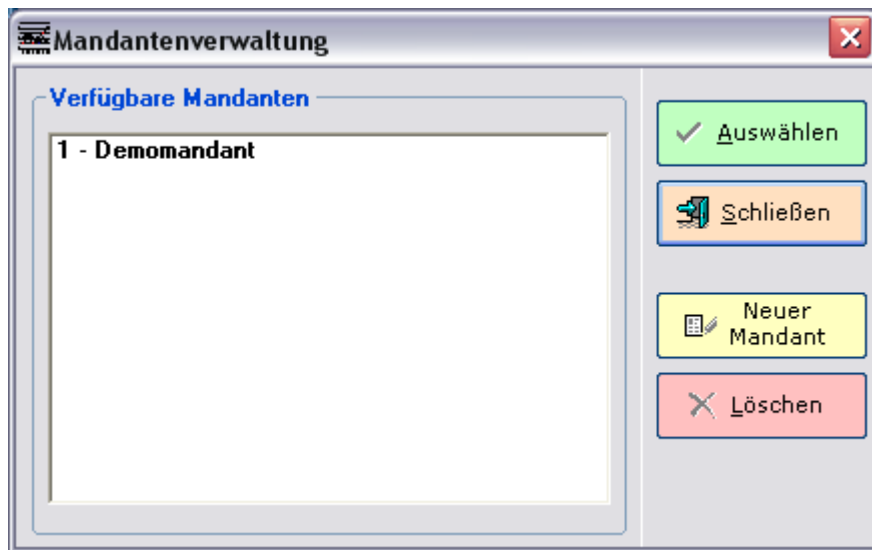 Mandantenverwaltung
Verfügbare Mandanten
1 - Demomandant
Auswählen
Schließen
Neuer
Mandant
Löschen